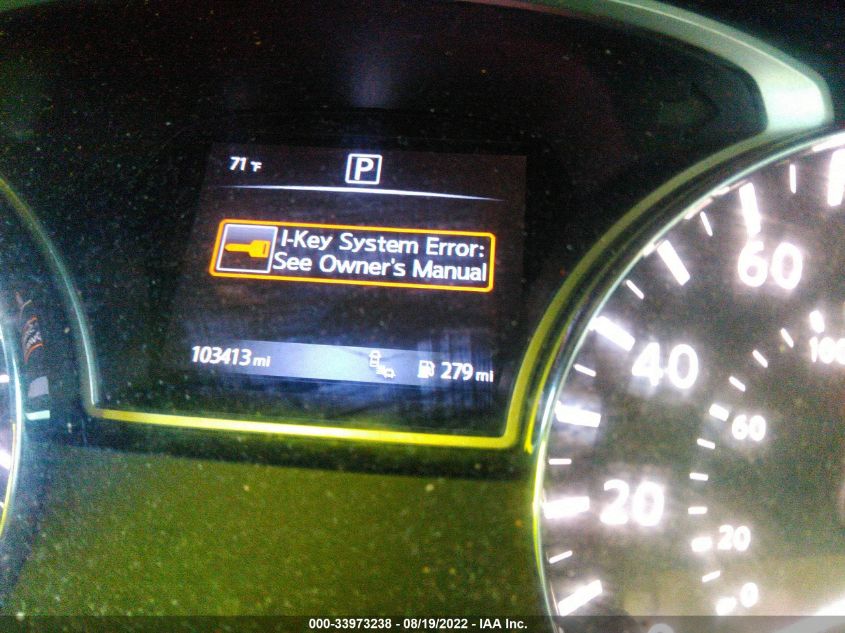 71 °F
P
I-Key System Error:
See Owner's Manual
103413 mi
279 mi
60
40
20
100
60
20
0
000-33973238 - 08/19/2022 - IAA Inc.